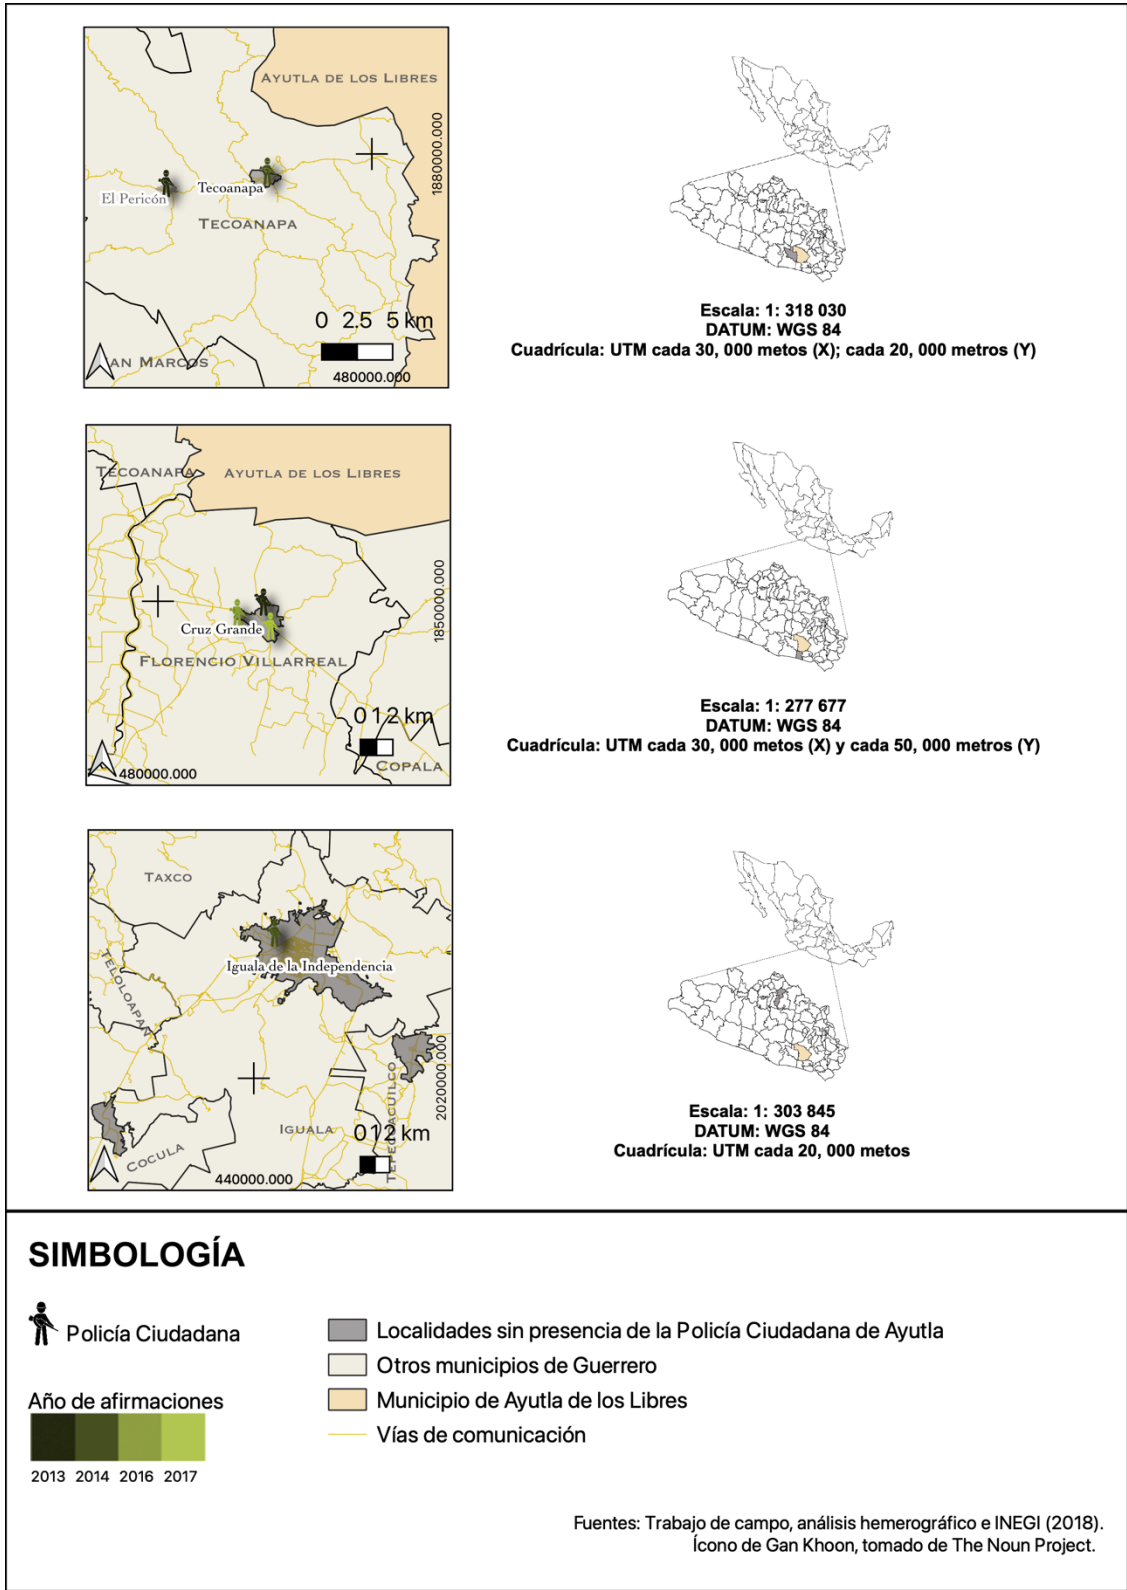 AYUTLA DE LOS LIBRES
1880000.000
El Pericón
Tecoanapa
TECOANAPA
0 2.5 5 km
AN MARCOS
480000.000
Escala: 1: 318 030
DATUM: WGS 84
Cuadrícula: UTM cada 30, 000 metos (X); cada 20, 000 metros (Y)
TECOANAPA
AYUTLA DE LOS LIBRES
1850000.000
Cruz Grande
FLORENCIO VILLARREAL
0 1 2 km
480000.000
COPALA
Escala: 1: 277 677
DATUM: WGS 84
Cuadrícula: UTM cada 30, 000 metos (X) y cada 50, 000 metros (Y)
TAXCO
TELOLOAPAN
Iguala de la Independencia
2020000.000
TEPECOACUILCO
IGUALA
0 1 2 km
COCULA
440000.000
Escala: 1: 303 845
DATUM: WGS 84
Cuadrícula: UTM cada 20, 000 metos
SIMBOLOGÍA
Policía Ciudadana
Año de afirmaciones
2013 2014 2016 2017
Localidades sin presencia de la Policía Ciudadana de Ayutla
Otros municipios de Guerrero
Municipio de Ayutla de los Libres
Vías de comunicación
Fuentes: Trabajo de campo, análisis hemerográfico e INEGI (2018).
Ícono de Gan Khoon, tomado de The Noun Project.